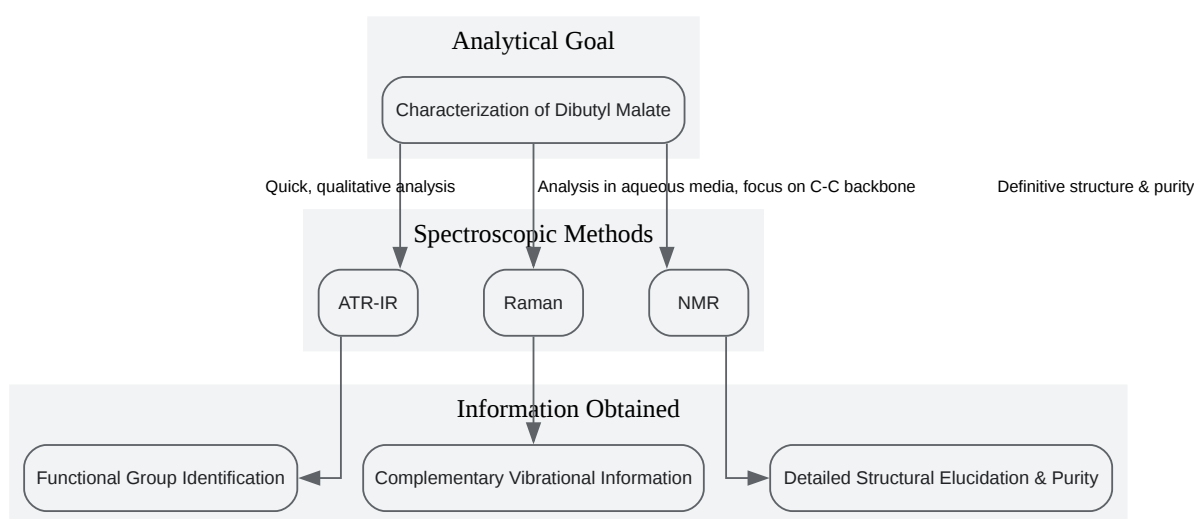 Analytical Goal
Characterization of Dibutyl Malate
Quick, qualitative analysis
Analysis in aqueous media, focus on C-C backbone
Definitive structure & purity
Spectroscopic Methods
ATR-IR
Raman
NMR
Information Obtained
Functional Group Identification
Complementary Vibrational Information
Detailed Structural Elucidation & Purity